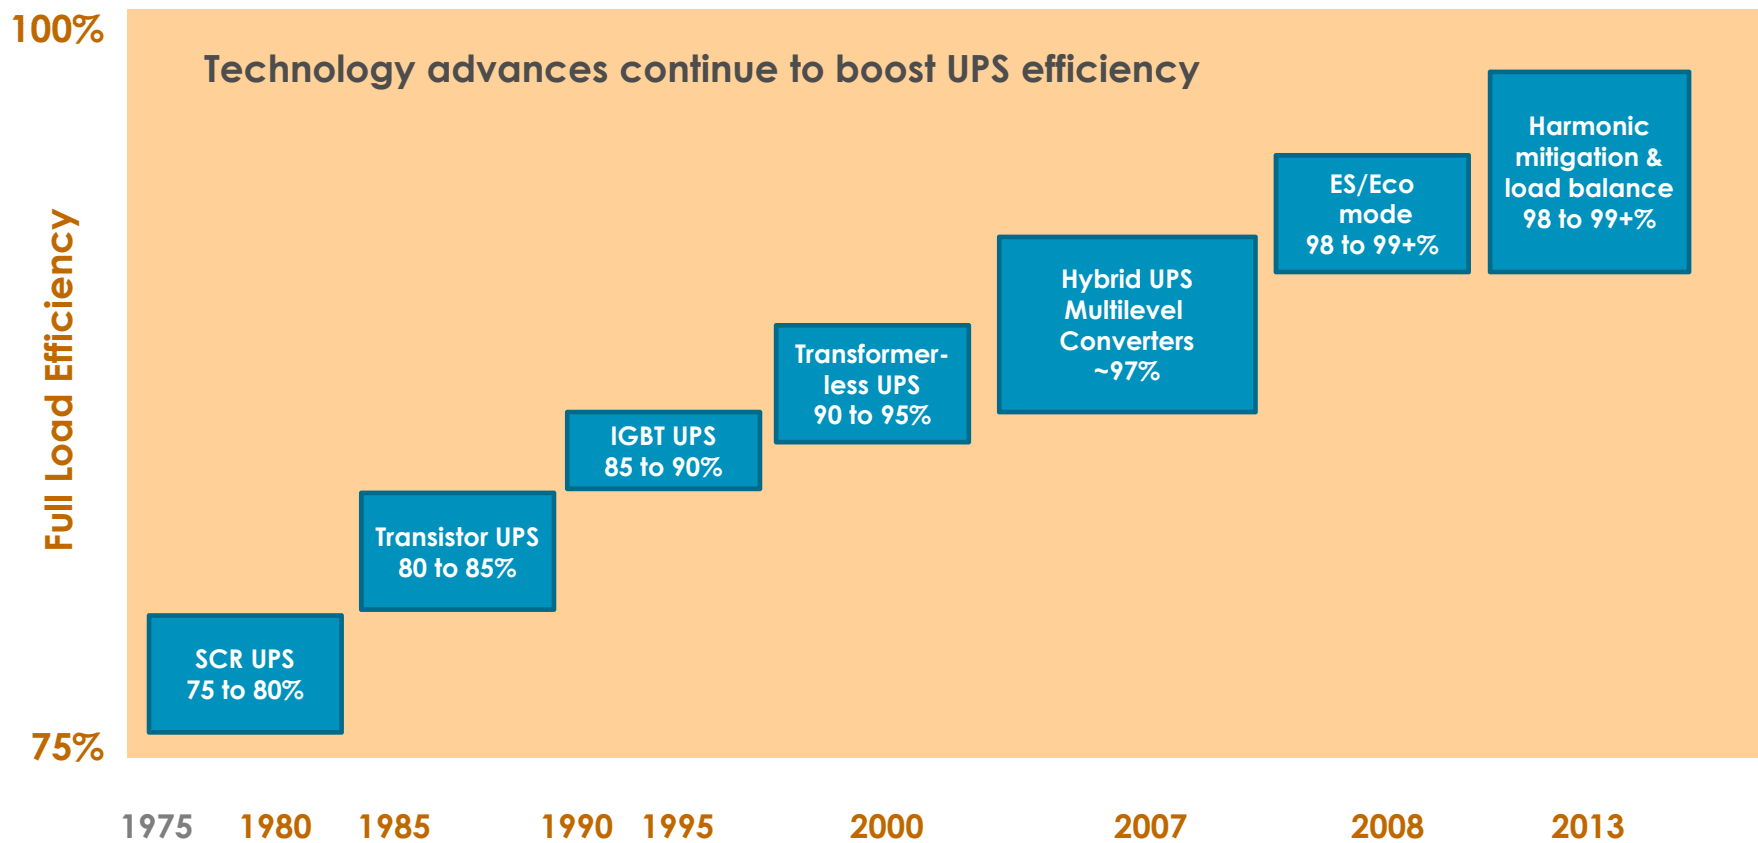 100%
Technology advances continue to boost UPS efficiency
Harmonic
mitigation &
load balance
98 to 99+%
ES/Eco
mode
98 to 99+%
Hybrid UPS
Multilevel
Converters
~97%
Transformer-
less UPS
90 to 95%
IGBT UPS
85 to 90%
Transistor UPS
80 to 85%
SCR UPS
75 to 80%
Full Load Efficiency
75%
1975 1980 1985 1990 1995 2000 2007 2008 2013